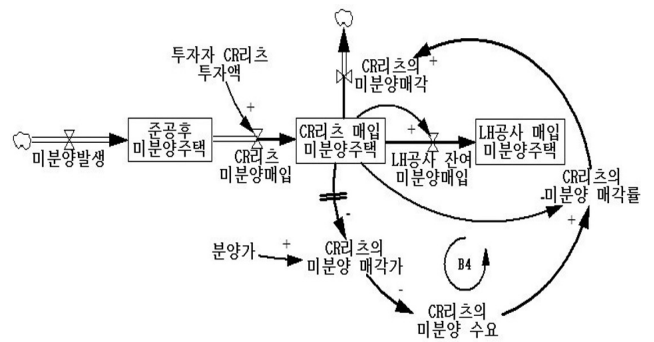 투자자 CR리츠
투자액
+
CR리츠의
미분양매각
+
미분양발생
준공후
미분양주택
CR리츠
미분양매입
CR리츠 매입
미분양주택
+
LH공사 잔여
미분양매입
LH공사 매입
미분양주택
CR리츠의
미분양 매각률
-
+
-
분양가
+
CR리츠의
미분양 매각가
B4
-
CR리츠의
미분양 수요